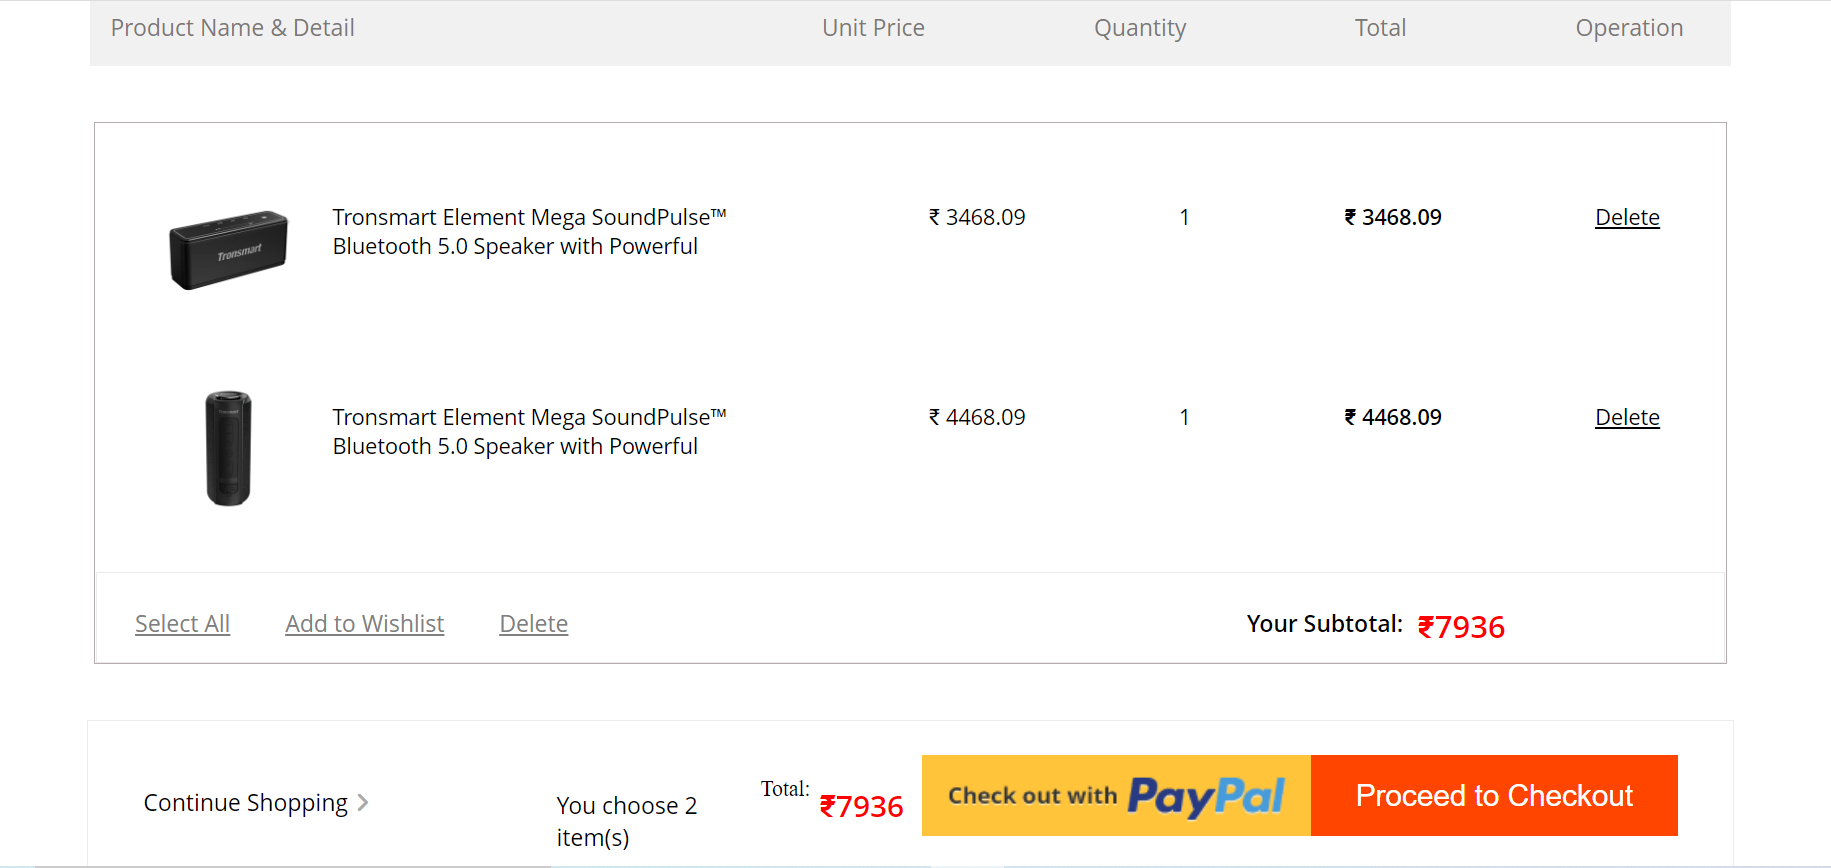 Product Name & Detail Unit Price Quantity Total Operation
Tronsmart
Tronsmart Element Mega SoundPulse™ ₹ 3468.09 1 ₹ 3468.09 Delete
Bluetooth 5.0 Speaker with Powerful
Tronsmart
Tronsmart Element Mega SoundPulse™ ₹ 4468.09 1 ₹ 4468.09 Delete
Bluetooth 5.0 Speaker with Powerful
Select All Add to Wishlist Delete Your Subtotal: ₹7936
Continue Shopping You choose 2 Total: ₹7936 Check out with PayPal Proceed to Checkout
item(s)